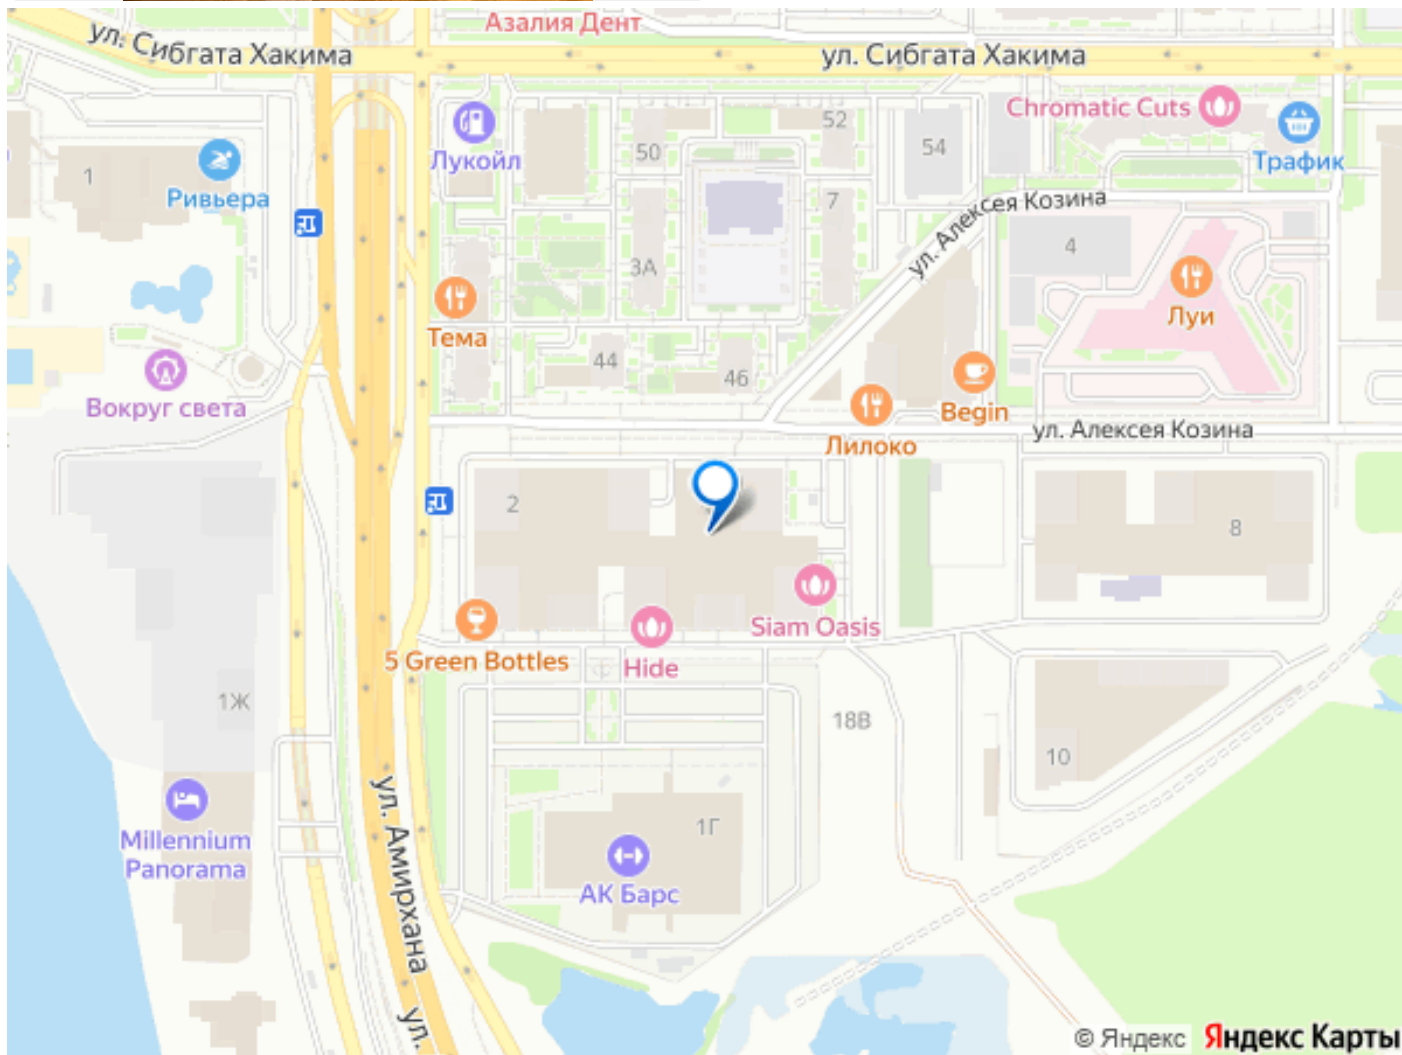 Азалия Дент
ул. Сибгата Хакима
ул. Сибгата Хакима
Chromatic Cuts
Трафик
Лукойл
50
52
54
1
Ривьера
7
ул. Алексея Козина
4
3А
Луи
Тема
44
46
Begin
Вокруг света
Лилоко
ул. Алексея Козина
2
8
Siam Oasis
5 Green Bottles
Hide
1Ж
18В
10
ул. Амирхана
1Г
Millennium
Panorama
АК Барс
ул.
© Яндекс Яндекс Карты